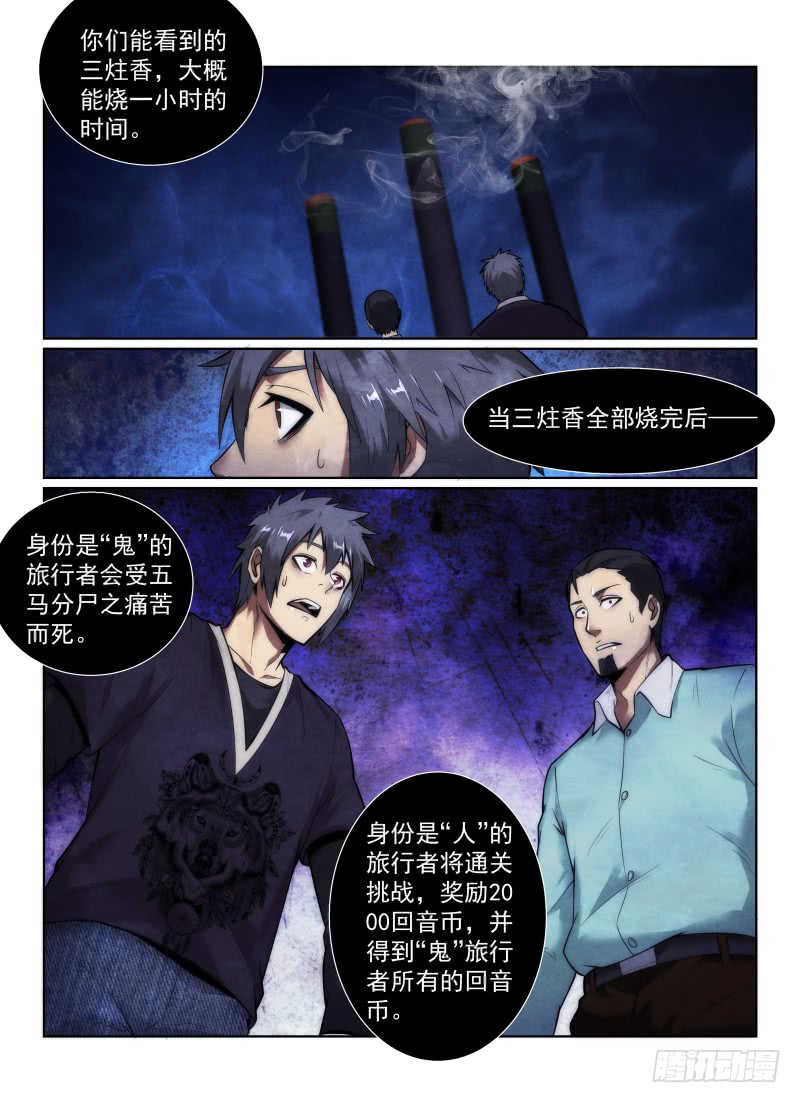 你们能看到的
三炷香，大概
能烧一小时的
时间。
当三炷香全部烧完后——
身份是“鬼”的
旅行者会受五
马分尸之痛苦
而死。
身份是“人”的
旅行者将通关
挑战，奖励20
00回音币，并
得到“鬼”旅行
者所有的回音
币。
腾讯动漫